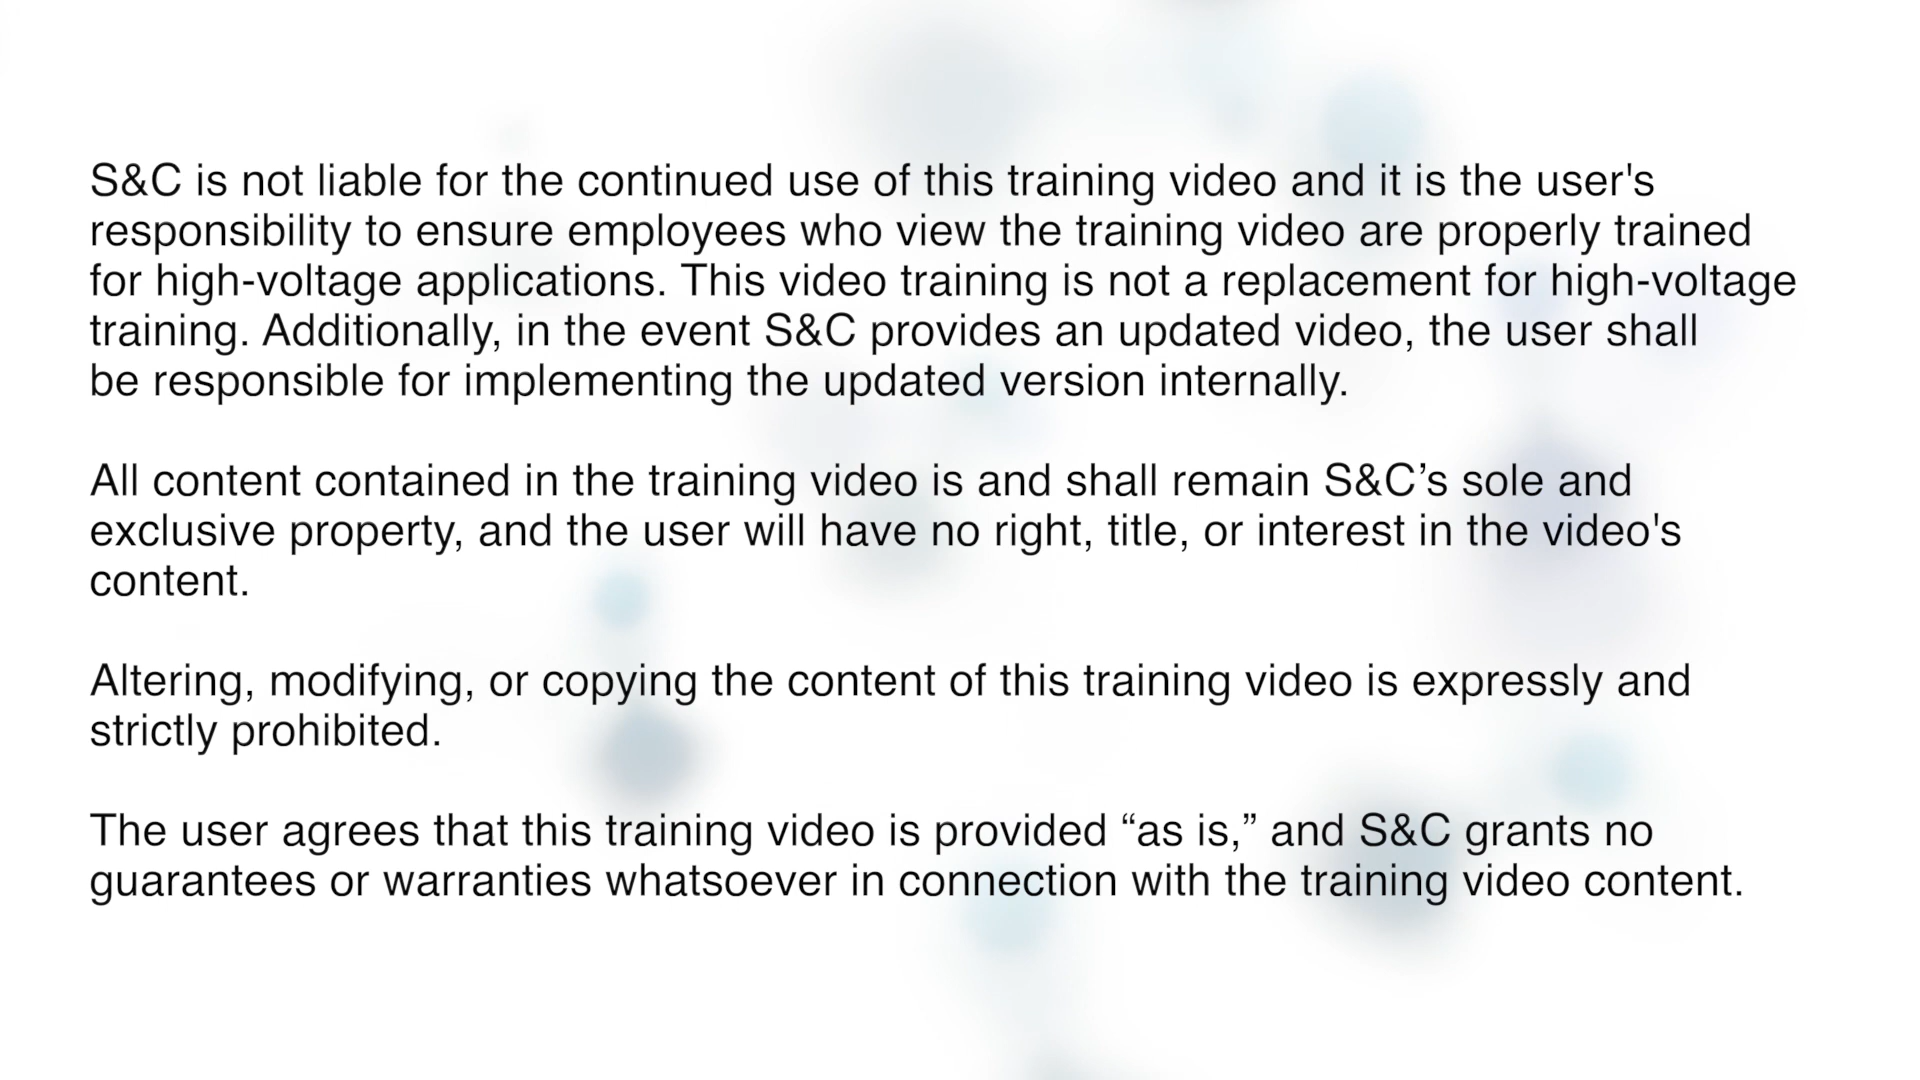 S&C is not liable for the continued use of this training video and it is the user's
responsibility to ensure employees who view the training video are properly trained
for high-voltage applications. This video training is not a replacement for high-voltage
training. Additionally, in the event S&C provides an updated video, the user shall
be responsible for implementing the updated version internally.
All content contained in the training video is and shall remain S&C’s sole and
exclusive property, and the user will have no right, title, or interest in the video's
content.
Altering, modifying, or copying the content of this training video is expressly and
strictly prohibited.
The user agrees that this training video is provided “as is,” and S&C grants no
guarantees or warranties whatsoever in connection with the training video content.